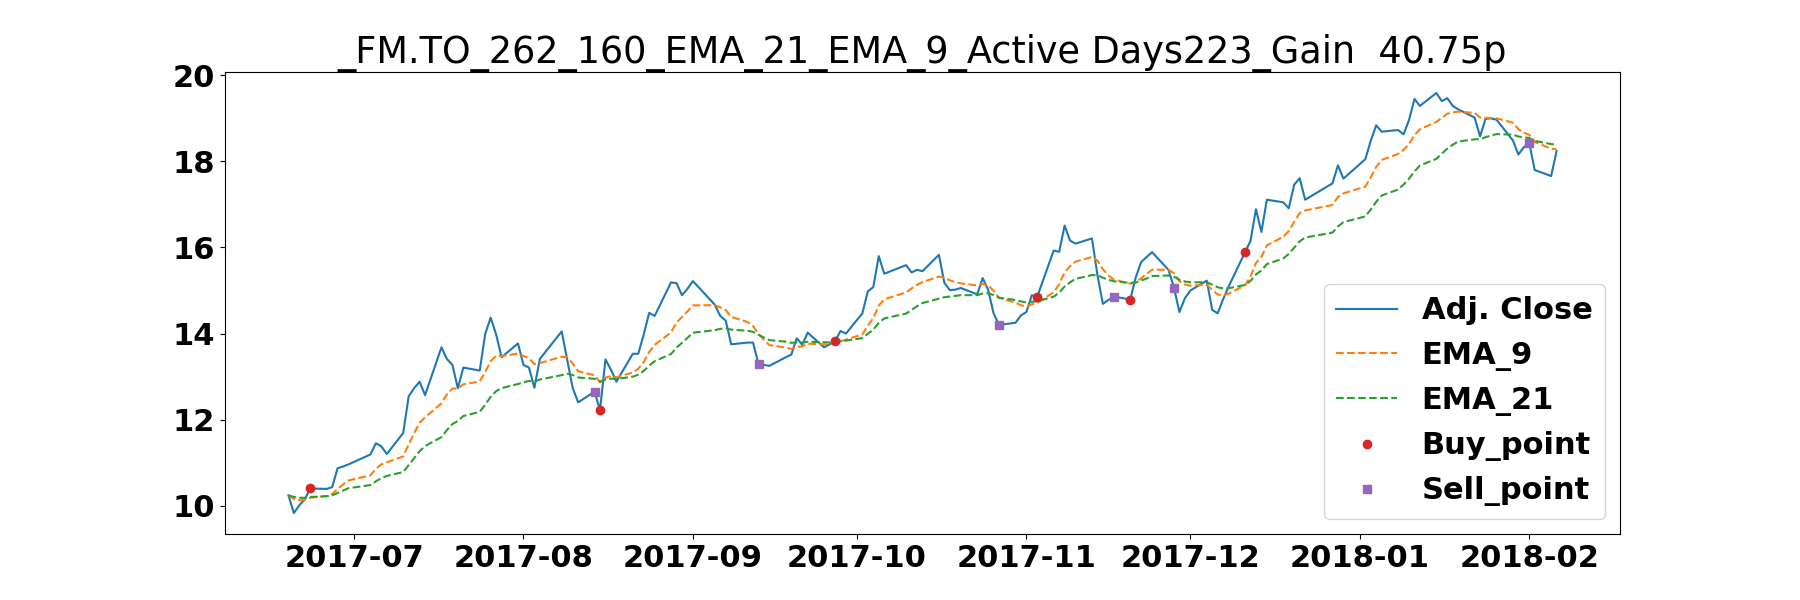 _FM.TO_262_160_EMA_21_EMA_9_Active Days223_Gain  40.75p
20
18
16
14
12
10
Adj. Close
EMA_9
EMA_21
Buy_point
Sell_point
2017-07 2017-08 2017-09 2017-10 2017-11 2017-12 2018-01 2018-02